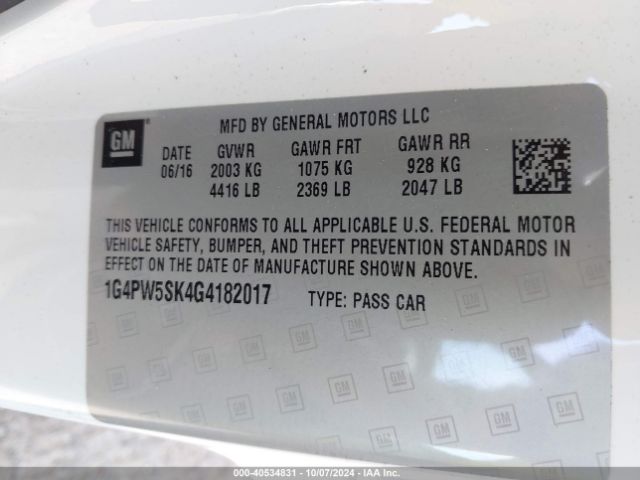 GM
MFD BY GENERAL MOTORS LLC
DATE GVWR GAWR FRT GAWR RR
06/16 2003 KG 1075 KG 928 KG
4416 LB 2369 LB 2047 LB
THIS VEHICLE CONFORMS TO ALL APPLICABLE U.S. FEDERAL MOTOR
VEHICLE SAFETY, BUMPER, AND THEFT PREVENTION STANDARDS IN
EFFECT ON THE DATE OF MANUFACTURE SHOWN ABOVE.
1G4PW5SK4G4182017 TYPE: PASS CAR
000-40534831 - 10/07/2024 - IAA Inc.